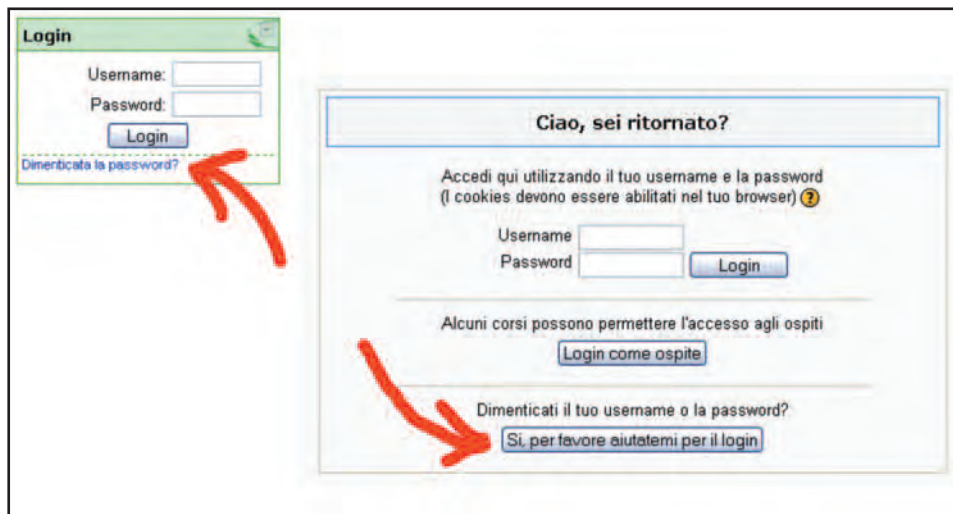 Login
Username:
Password:
Login
Dimenticata la password?
Ciao, sei ritornato?
Accedi qui utilizzando il tuo username e la password
(I cookies devono essere abilitati nel tuo browser) ?
Username
Password
Login
Alcuni corsi possono permettere l'accesso agli ospiti
Login come ospite
Dimenticati il tuo username o la password?
Si, per favore aiutatemi per il login